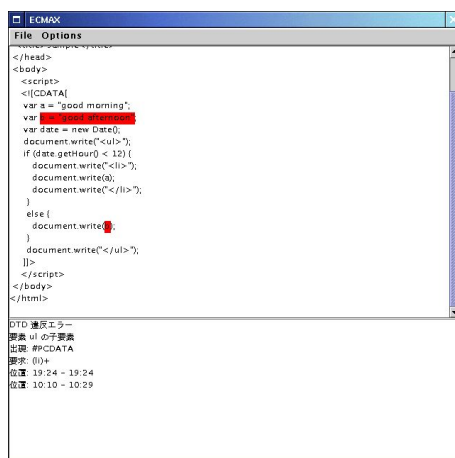 ECMAX
File Options
</head>
<body>
<script>
<![CDATA[
var a = "good morning";
var b = "good afternoon";
var date = new Date();
document.write("<ul>");
if (date.getHour() < 12) {
document.write("<li>");
document.write(a);
document.write("</li>");
}
else {
document.write(b);
}
document.write("</ul>");
]]>
</script>
</body>
</html>
DTD 違反エラー
要素 ul の子要素
出現: #PCDATA
要求: (li)+
位置: 19:24 - 19:24
位置: 10:10 - 10:29